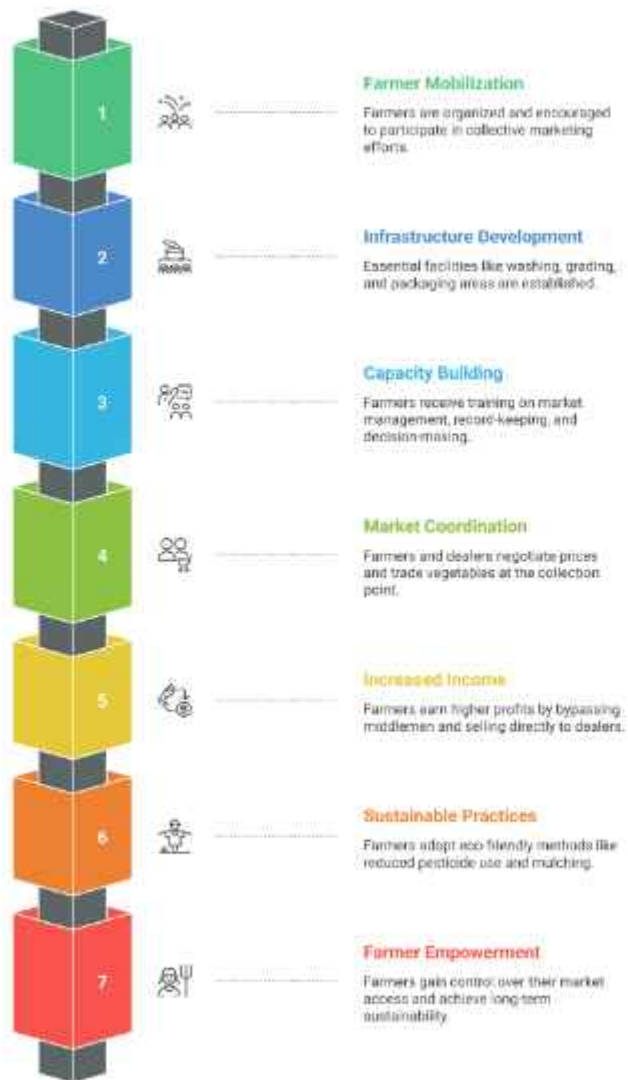 1
Farmer Mobilization
Farmers are organized and encouraged
to participate in collective marketing
efforts.
2
Infrastructure Development
Essential facilities like washing, grading,
and packaging areas are established.
3
Capacity Building
Farmers receive training on market
management, record-keeping, and
decision-making.
4
Market Coordination
Farmers and dealers negotiate prices
and trade vegetables at the collection
point.
5
Increased Income
Farmers earn higher profits by bypassing
middlemen and selling directly to dealers.
6
Sustainable Practices
Farmers adopt eco-friendly methods like
reduced pesticide use and mulching.
7
Farmer Empowerment
Farmers gain control over their market
access and achieve long-term
sustainability.